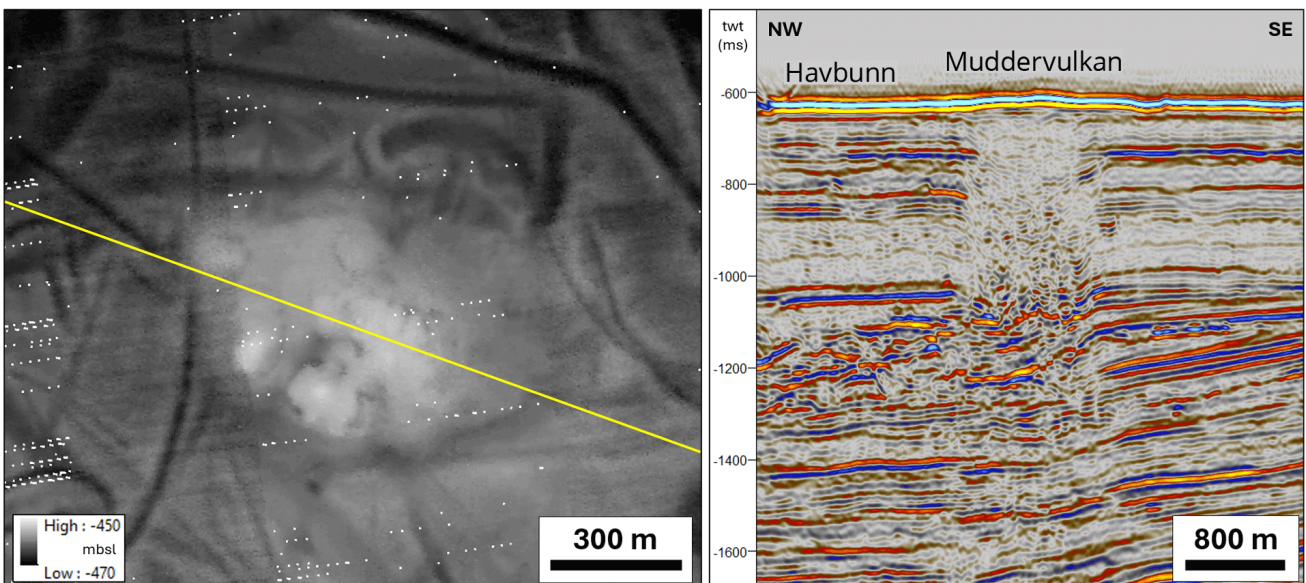 High : -450
mbsl
Low : -470
300 m
twt
(ms)
NW
SE
Havbunn
Muddervulkan
-600
-800
-1000
-1200
-1400
-1600
800 m